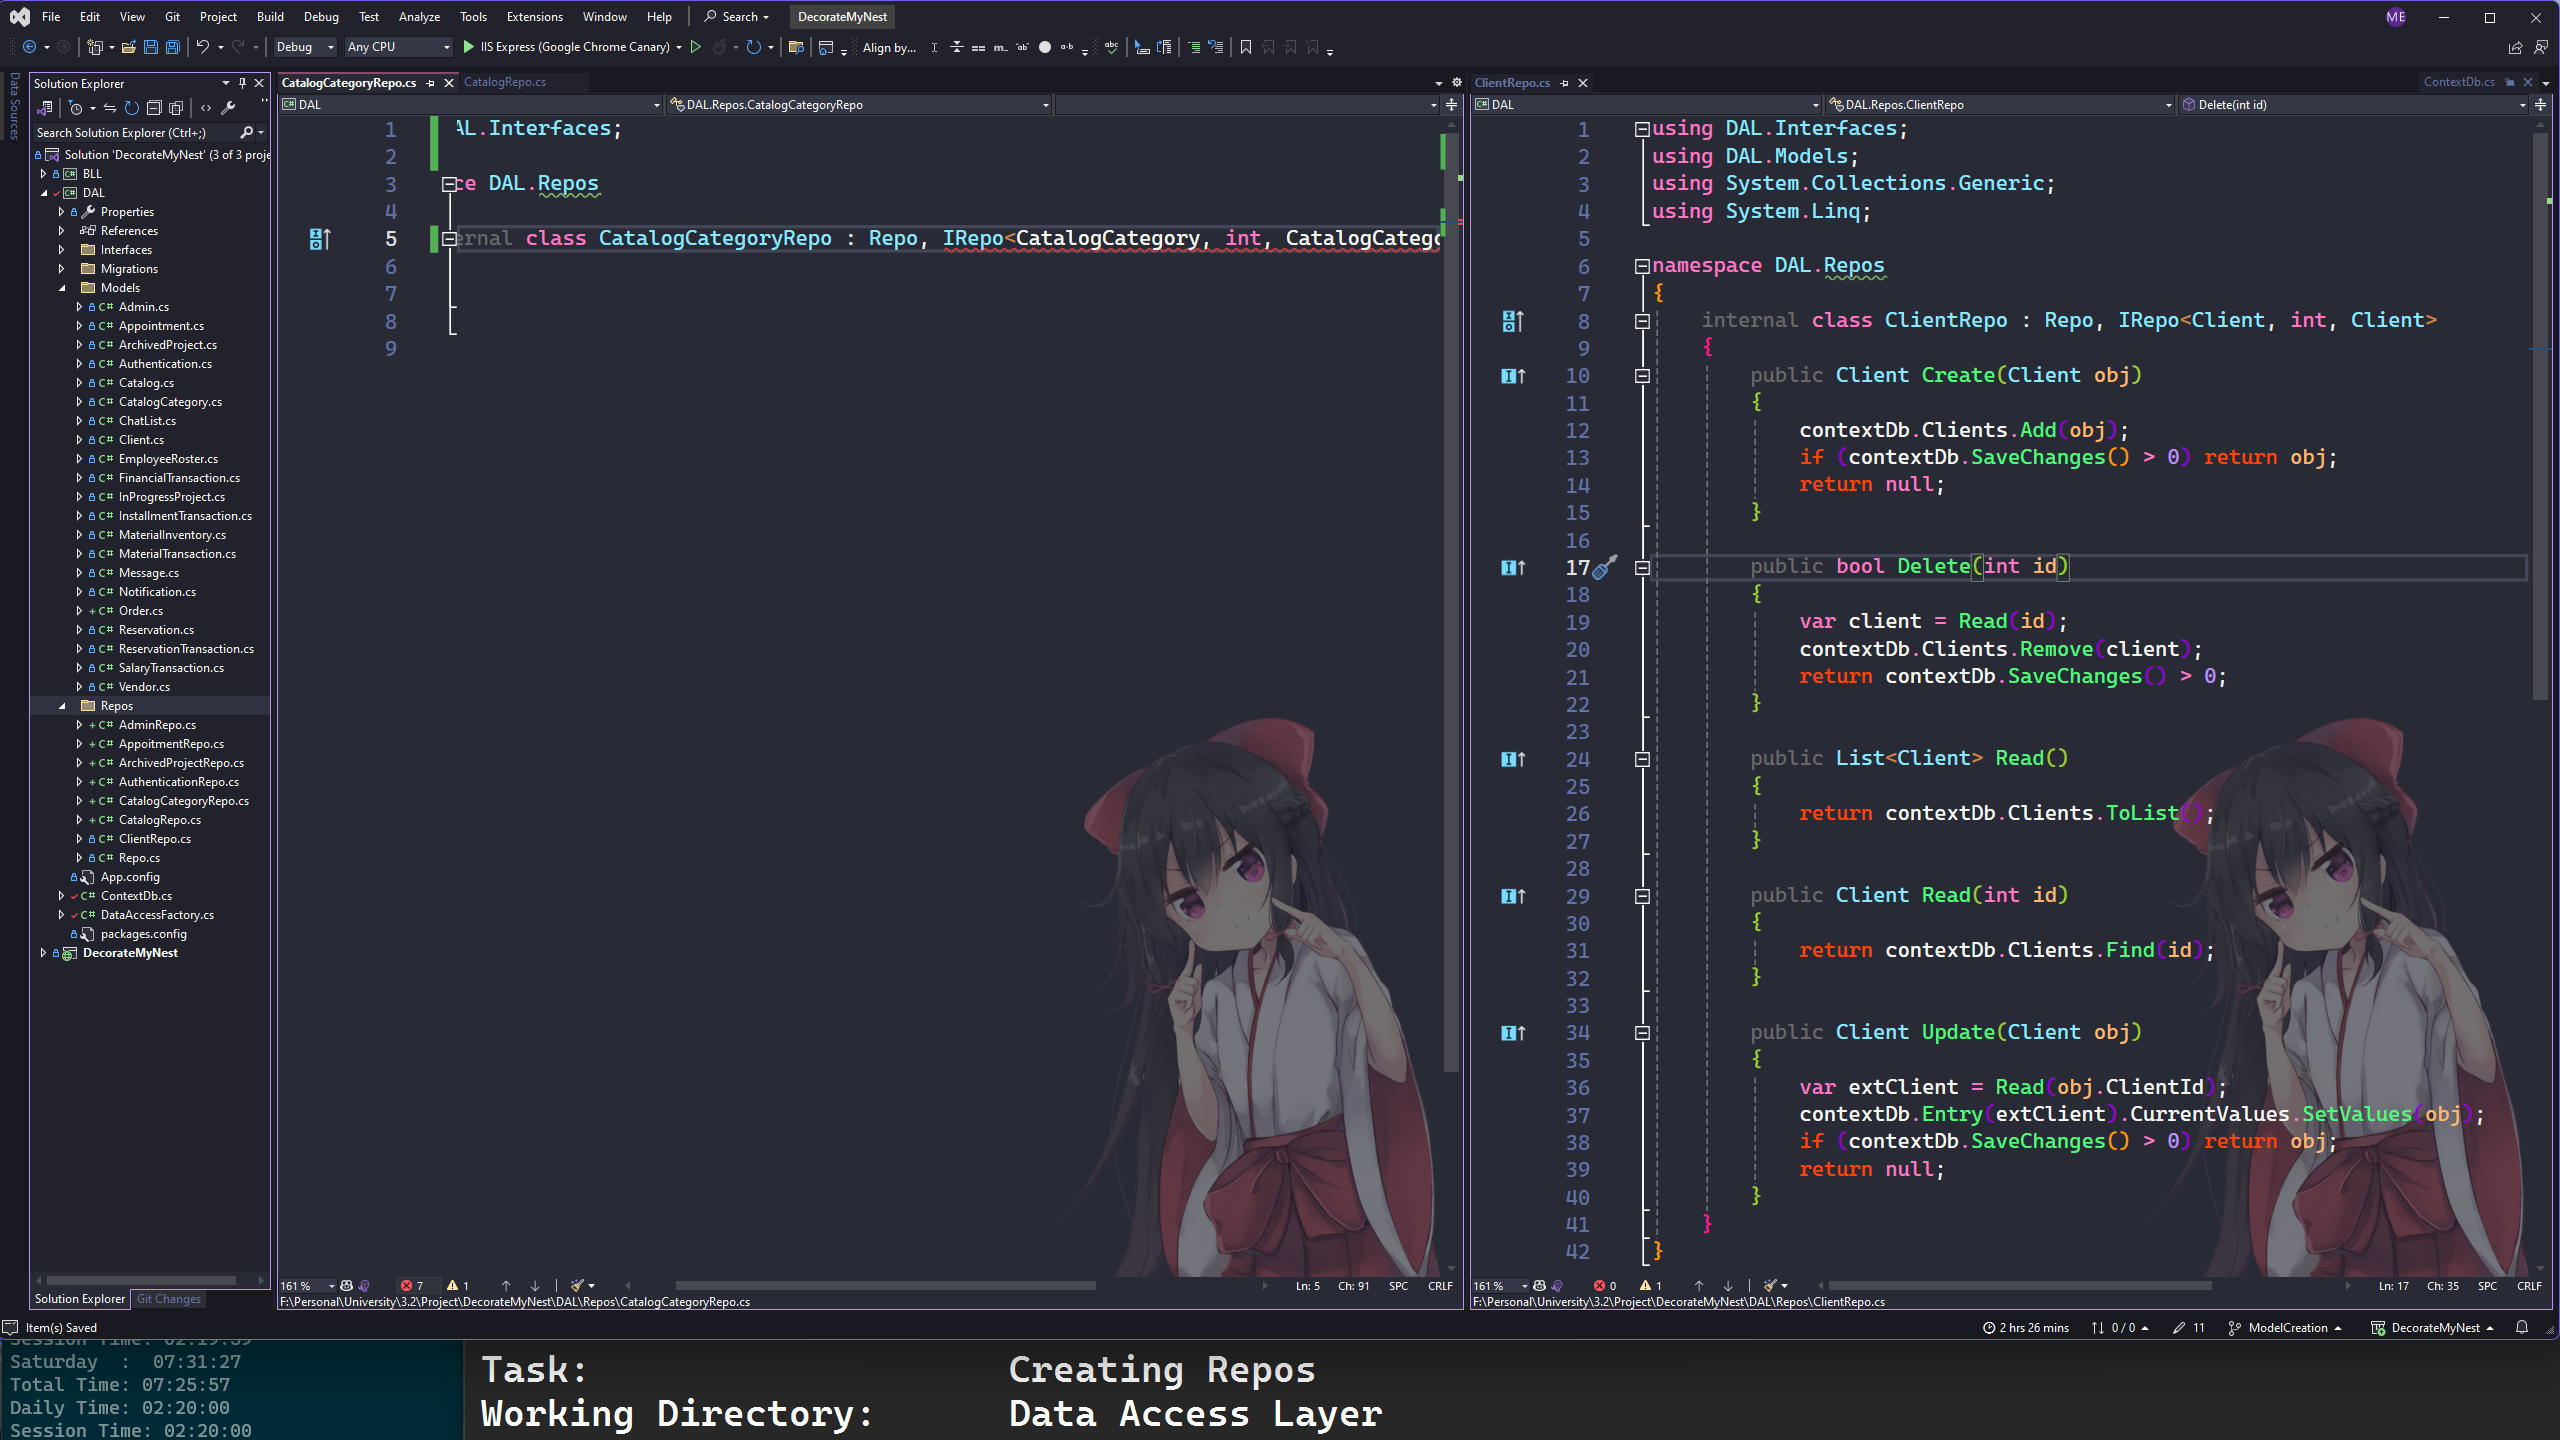 File Edit View Git Project Build Debug Test Analyze Tools Extensions Window Help Search DecorateMyNest ME
Debug Any CPU IIS Express (Google Chrome Canary) Align by...
Data Sources
Solution Explorer
Search Solution Explorer (Ctrl+;)
Solution 'DecorateMyNest' (3 of 3 proje
BLL
DAL
Properties
References
Interfaces
Migrations
Models
Admin.cs
Appointment.cs
ArchivedProject.cs
Authentication.cs
Catalog.cs
CatalogCategory.cs
ChatList.cs
Client.cs
EmployeeRoster.cs
FinancialTransaction.cs
InProgressProject.cs
InstallmentTransaction.cs
MaterialInventory.cs
MaterialTransaction.cs
Message.cs
Notification.cs
Order.cs
Reservation.cs
ReservationTransaction.cs
SalaryTransaction.cs
Vendor.cs
Repos
AdminRepo.cs
AppoitmentRepo.cs
ArchivedProjectRepo.cs
AuthenticationRepo.cs
CatalogCategoryRepo.cs
CatalogRepo.cs
ClientRepo.cs
Repo.cs
App.config
ContextDb.cs
DataAccessFactory.cs
packages.config
DecorateMyNest
Solution Explorer Git Changes
CatalogCategoryRepo.cs CatalogRepo.cs
DAL DAL.Repos.CatalogCategoryRepo
1 AL.Interfaces;
2
3 ce DAL.Repos
4
5 ernal class CatalogCategoryRepo : Repo, IRepo<CatalogCategory, int, CatalogCatego
6
7
8
9
161 % 7 1 Ln: 5 Ch: 91 SPC CRLF
F:\Personal\University\3.2\Project\DecorateMyNest\DAL\Repos\CatalogCategoryRepo.cs
ClientRepo.cs ContextDb.cs
DAL DAL.Repos.ClientRepo Delete(int id)
1 using DAL.Interfaces;
2 using DAL.Models;
3 using System.Collections.Generic;
4 using System.Linq;
5
6 namespace DAL.Repos
7 {
8 internal class ClientRepo : Repo, IRepo<Client, int, Client>
9 {
10 public Client Create(Client obj)
11 {
12 contextDb.Clients.Add(obj);
13 if (contextDb.SaveChanges() > 0) return obj;
14 return null;
15 }
16
17 public bool Delete(int id)
18 {
19 var client = Read(id);
20 contextDb.Clients.Remove(client);
21 return contextDb.SaveChanges() > 0;
22 }
23
24 public List<Client> Read()
25 {
26 return contextDb.Clients.ToList();
27 }
28
29 public Client Read(int id)
30 {
31 return contextDb.Clients.Find(id);
32 }
33
34 public Client Update(Client obj)
35 {
36 var extClient = Read(obj.ClientId);
37 contextDb.Entry(extClient).CurrentValues.SetValues(obj);
38 if (contextDb.SaveChanges() > 0) return obj;
39 return null;
40 }
41 }
42 }
161 % 0 1 Ln: 17 Ch: 35 SPC CRLF
F:\Personal\University\3.2\Project\DecorateMyNest\DAL\Repos\ClientRepo.cs
Item(s) Saved 2 hrs 26 mins 0 / 0 11 ModelCreation DecorateMyNest
Session Time: 02:19:59
Saturday : 07:31:27
Total Time: 07:25:57
Daily Time: 02:20:00
Session Time: 02:20:00
Task: Creating Repos
Working Directory: Data Access Layer